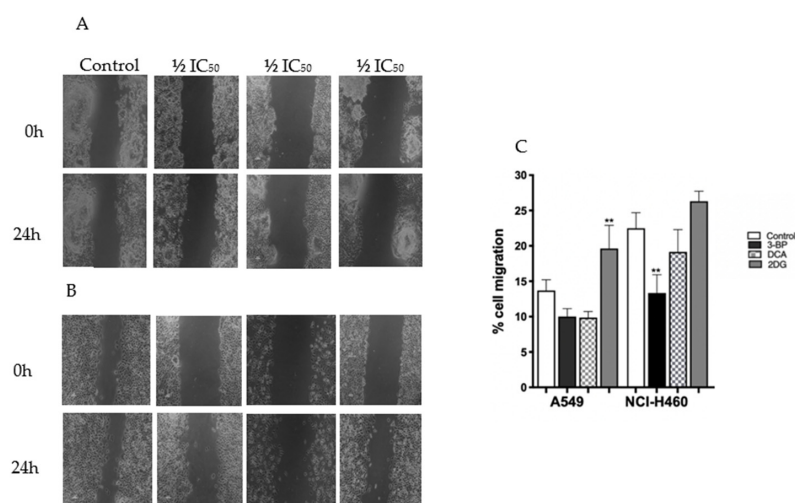 A
Control ½ IC50 ½ IC50 ½ IC50
0h
24h
B
0h
24h
C
% cell migration
30
25
20
15
10
5
0
**
**
A549 NCI-H460
Control
3-BP
DCA
2DG